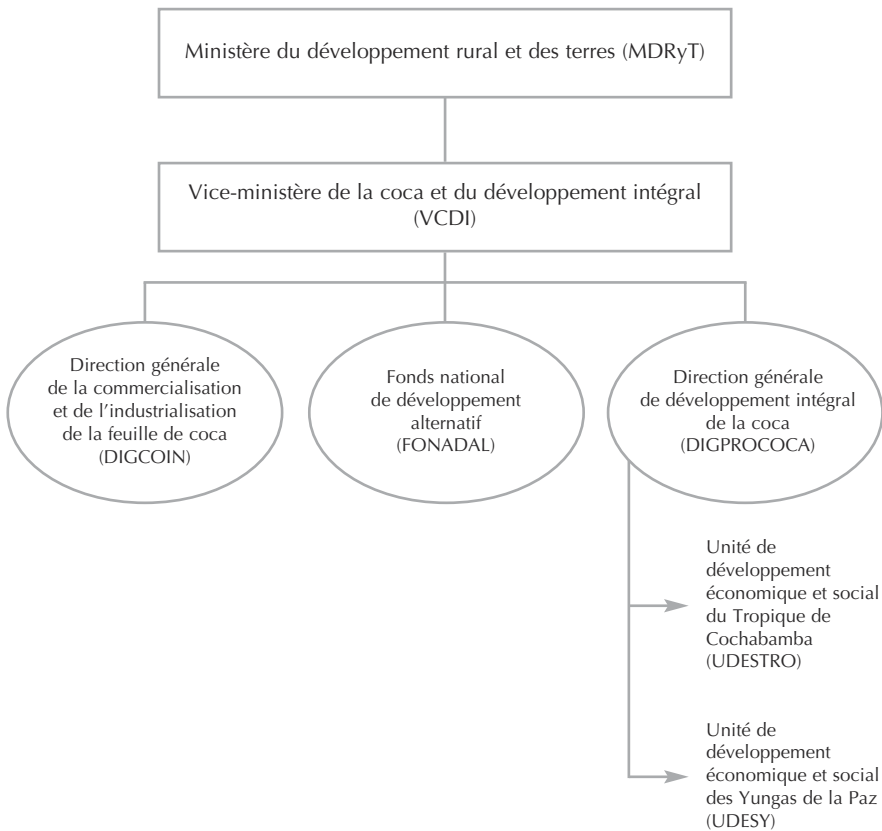 Ministère du développement rural et des terres (MDRyT)
Vice-ministère de la coca et du développement intégral
(VCDI)
Direction générale
de la commercialisation
et de l'industrialisation
de la feuille de coca
(DIGCOIN)
Fonds national
de développement
alternatif
(FONADAL)
Direction générale
de développement intégral
de la coca
(DIGPROCOCA)
Unité de
développement
économique et social
du Tropique de
Cochabamba
(UDESTRO)
Unité de
développement
économique et social
des Yungas de la Paz
(UDESY)